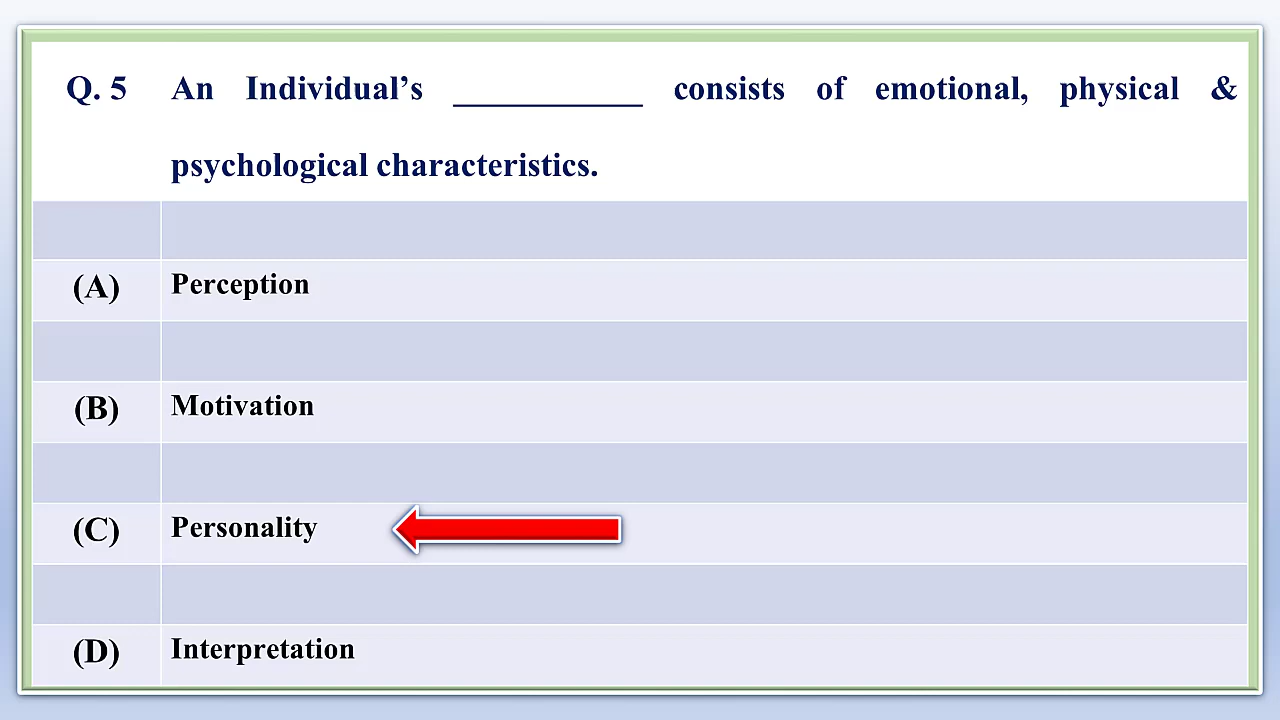 Q. 5 An Individual’s ___________ consists of emotional, physical &
psychological characteristics.
(A) Perception
(B) Motivation
(C) Personality
(D) Interpretation